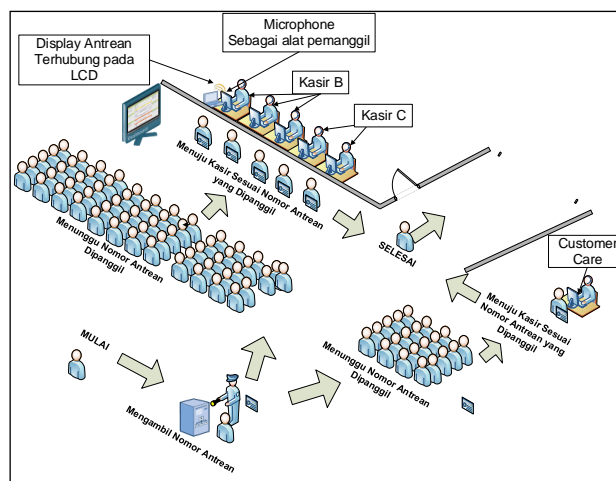 Microphone
Sebagai alat pemanggil
Display Antrean
Terhubung pada
LCD
Kasir B
Kasir C
Menuju Kasir Sesuai Nomor Antrean
yang Dipanggil
Menunggu Nomor Antrean
Dipanggil
SELESAI
Customer
Care
Menuju Kasir Sesuai
Nomor Antrean yang
Dipanggil
MULAI
Menunggu Nomor Antrean
Dipanggil
Mengambil Nomor Antrean